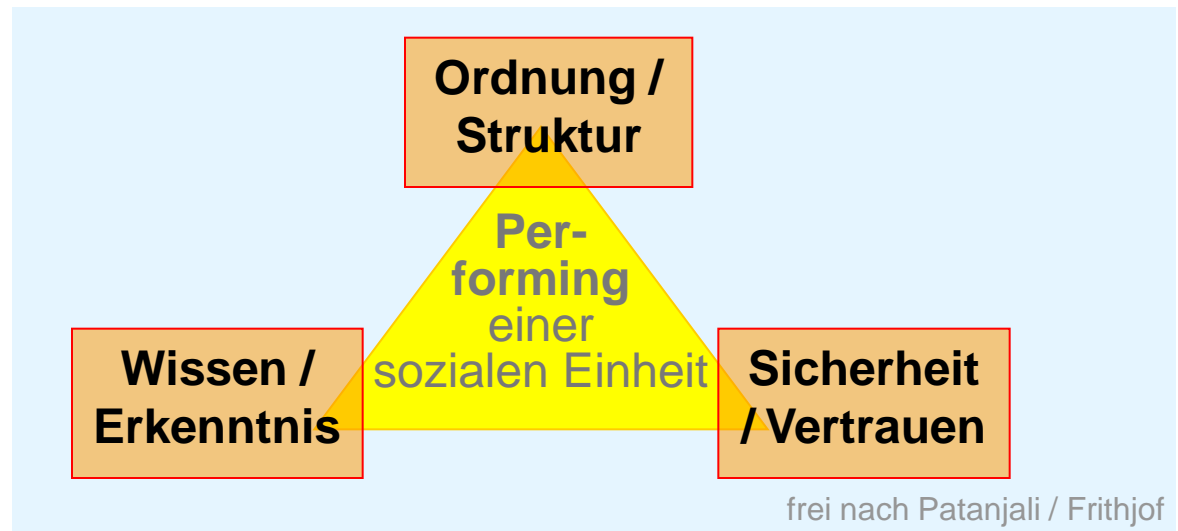 Ordnung /
Struktur
Per-
forming
einer
sozialen Einheit
Wissen /
Erkenntnis
Sicherheit
/ Vertrauen
frei nach Patanjali / Frithjof